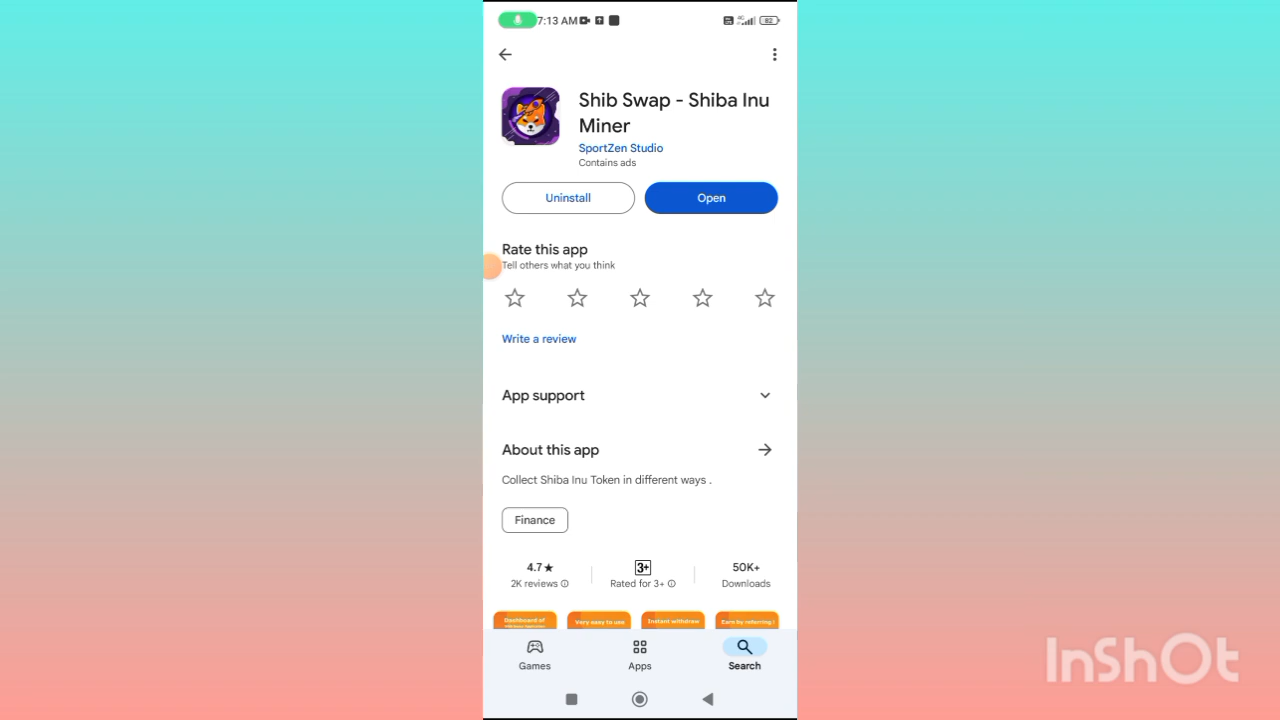 7:13 AM
82
Shib Swap - Shiba Inu
Miner
SportZen Studio
Contains ads
Uninstall
Open
Rate this app
Tell others what you think
Write a review
App support
About this app
Collect Shiba Inu Token in different ways .
Finance
4.7★
3+
50K+
2K reviews
Rated for 3+
Downloads
Dashboard of
Very easy to use
Instant withdraw
Earn by referring
Games
Apps
Search
InShOt